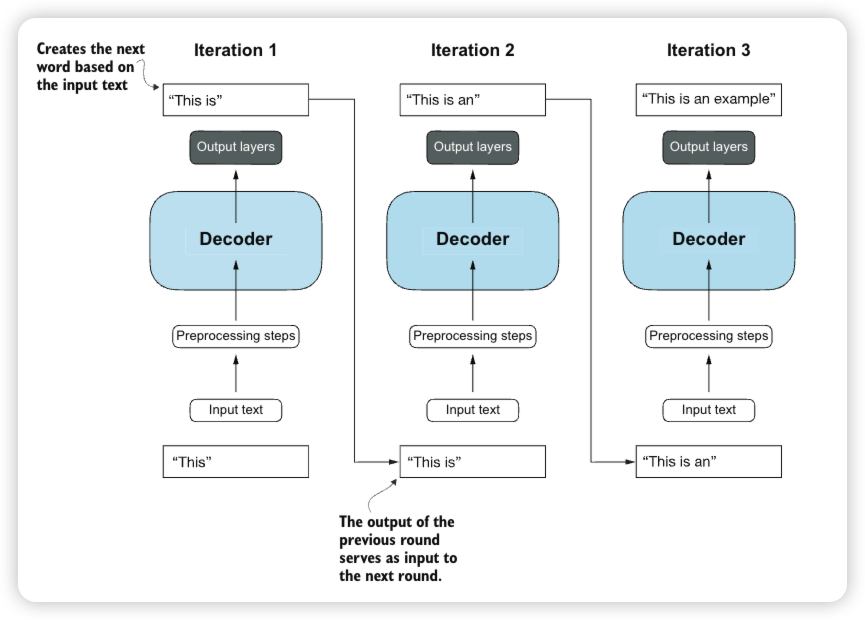 Creates the next
word based on
the input text
Iteration 1
Iteration 2
Iteration 3
“This is”
“This is an”
“This is an example”
Output layers
Output layers
Output layers
Decoder
Decoder
Decoder
Preprocessing steps
Preprocessing steps
Preprocessing steps
Input text
Input text
Input text
“This”
“This is”
“This is an”
The output of the
previous round
serves as input to
the next round.